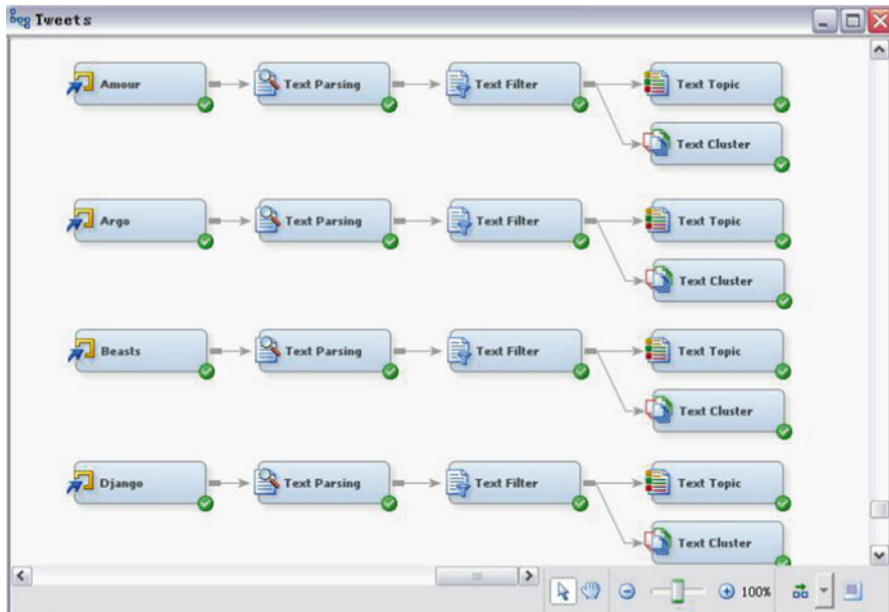 Tweets
Amour
Text Parsing
Text Filter
Text Topic
Text Cluster
Argo
Text Parsing
Text Filter
Text Topic
Text Cluster
Beasts
Text Parsing
Text Filter
Text Topic
Text Cluster
Django
Text Parsing
Text Filter
Text Topic
Text Cluster
100%